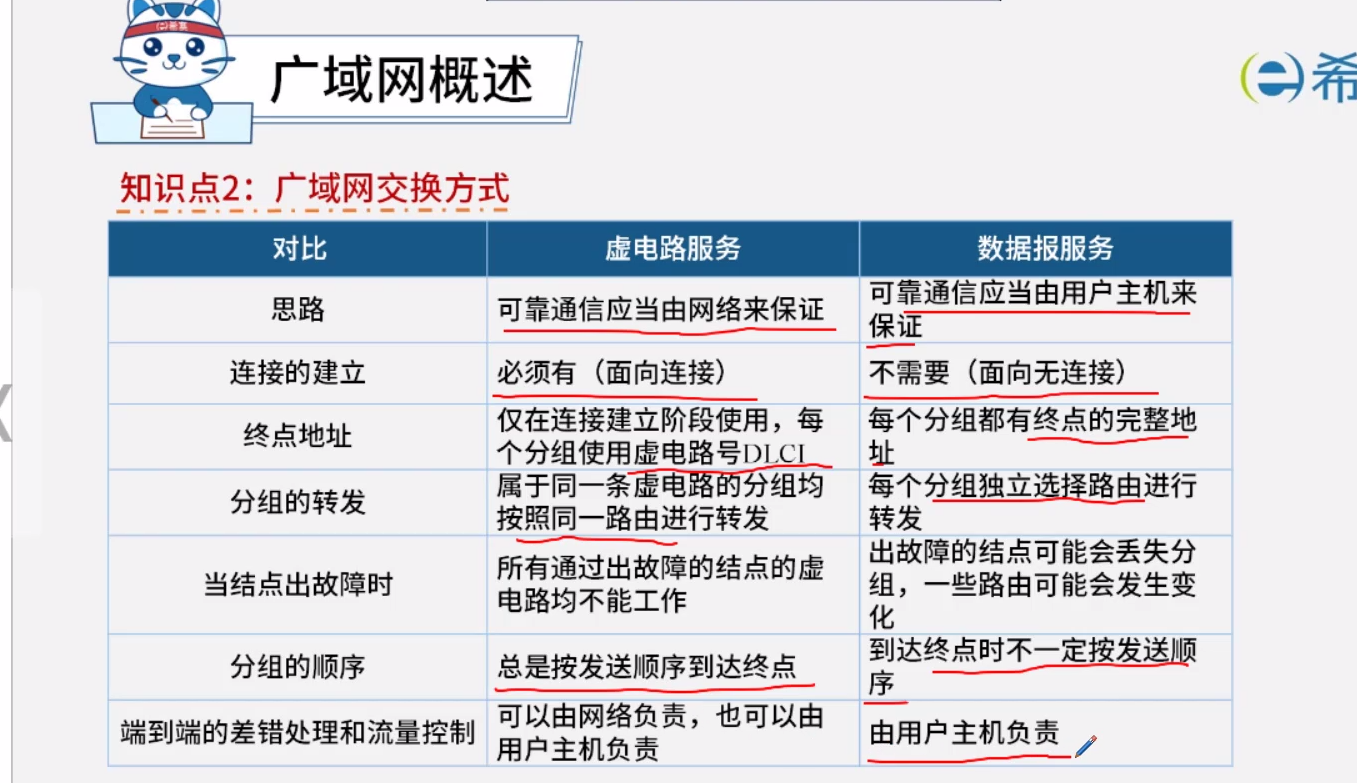 希赛
广域网概述
希
知识点2：广域网交换方式
对比
虚电路服务
数据报服务
思路
可靠通信应当由网络来保证
可靠通信应当由用户主机来
保证
连接的建立
必须有（面向连接）
不需要（面向无连接）
终点地址
仅在连接建立阶段使用，每
个分组使用虚电路号DLCI
每个分组都有终点的完整地
址
分组的转发
属于同一条虚电路的分组均
按照同一路由进行转发
每个分组独立选择路由进行
转发
当结点出故障时
所有通过出故障的结点的虚
电路均不能工作
出故障的结点可能会丢失分
组，一些路由可能会发生变
化
分组的顺序
总是按发送顺序到达终点
到达终点时不一定按发送顺
序
端到端的差错处理和流量控制
可以由网络负责，也可以由
用户主机负责
由用户主机负责